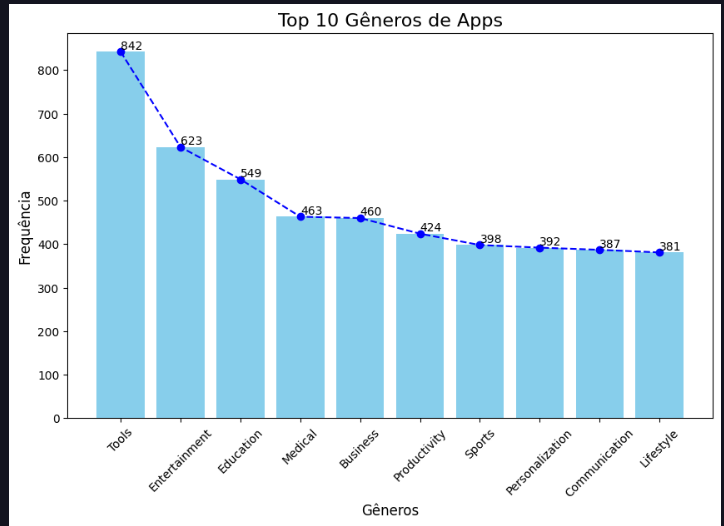 Top 10 Gêneros de Apps
Frequência
800
700
600
500
400
300
200
100
0
842
623
549
463
460
424
398
392
387
381
Tools
Entertainment
Education
Medical
Business
Productivity
Sports
Personalization
Communication
Lifestyle
Gêneros